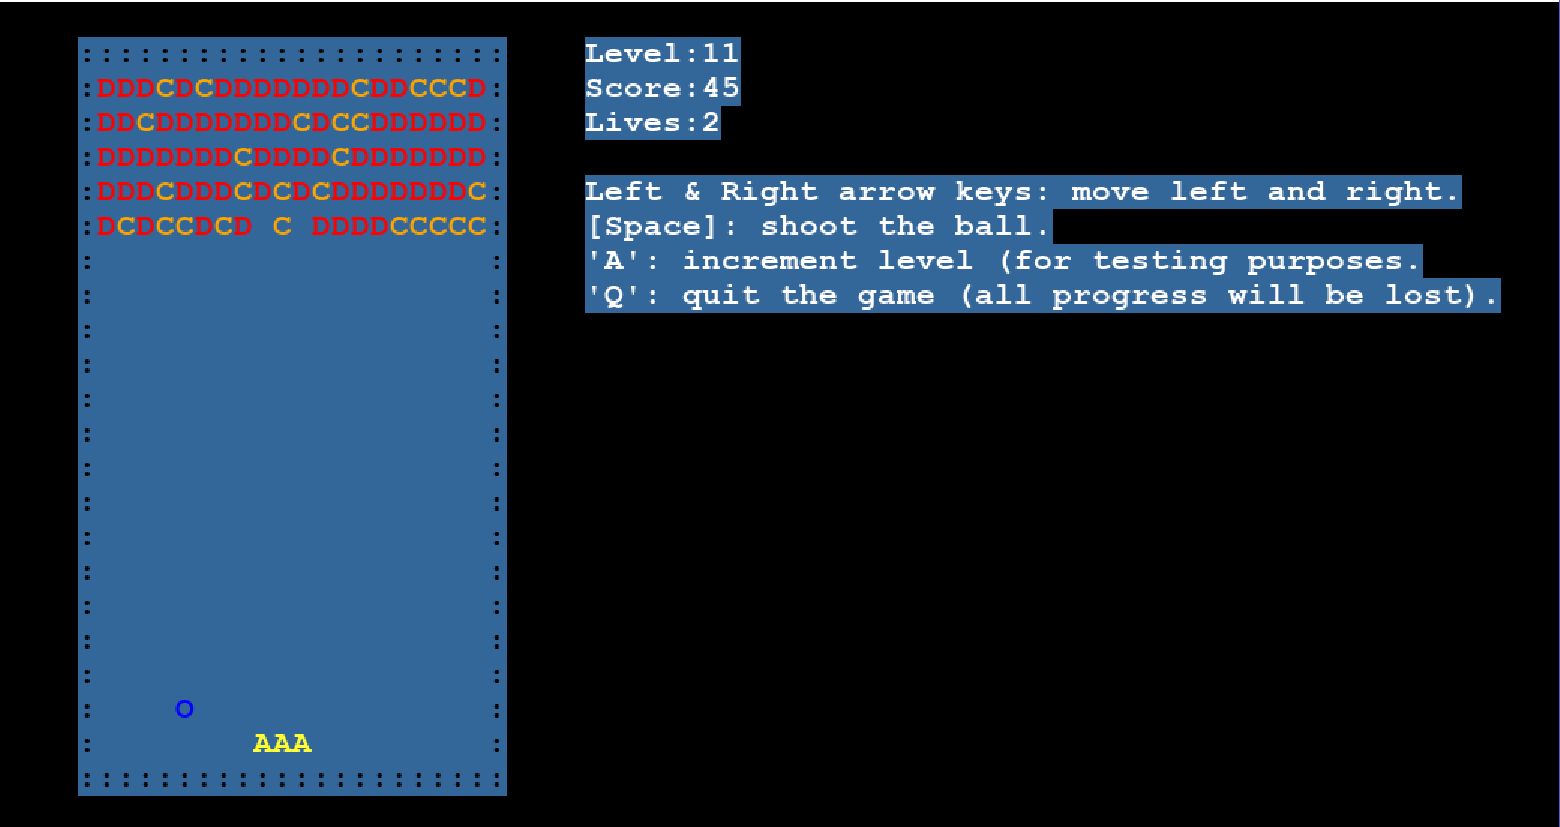 :::::::::::::::::::::: Level:11
:DDDCDCDDDDDDDCDDCCCD: Score:45
:DDCDDDDDDDCDCCDDDDDD: Lives:2
:DDDDDDDCDDDDCDDDDDDD:
:DDDCDDDCDCDCDDDDDDDC: Left & Right arrow keys: move left and right.
:DCDCCDCD C DDDDCCCCC: [Space]: shoot the ball.
:                    : 'A': increment level (for testing purposes.
:                    : 'Q': quit the game (all progress will be lost).
:                    :
:                    :
:                    :
:                    :
:                    :
:                    :
:                    :
:                    :
:                    :
:                    :
:                    :
:    O               :
:        AAA         :
::::::::::::::::::::::